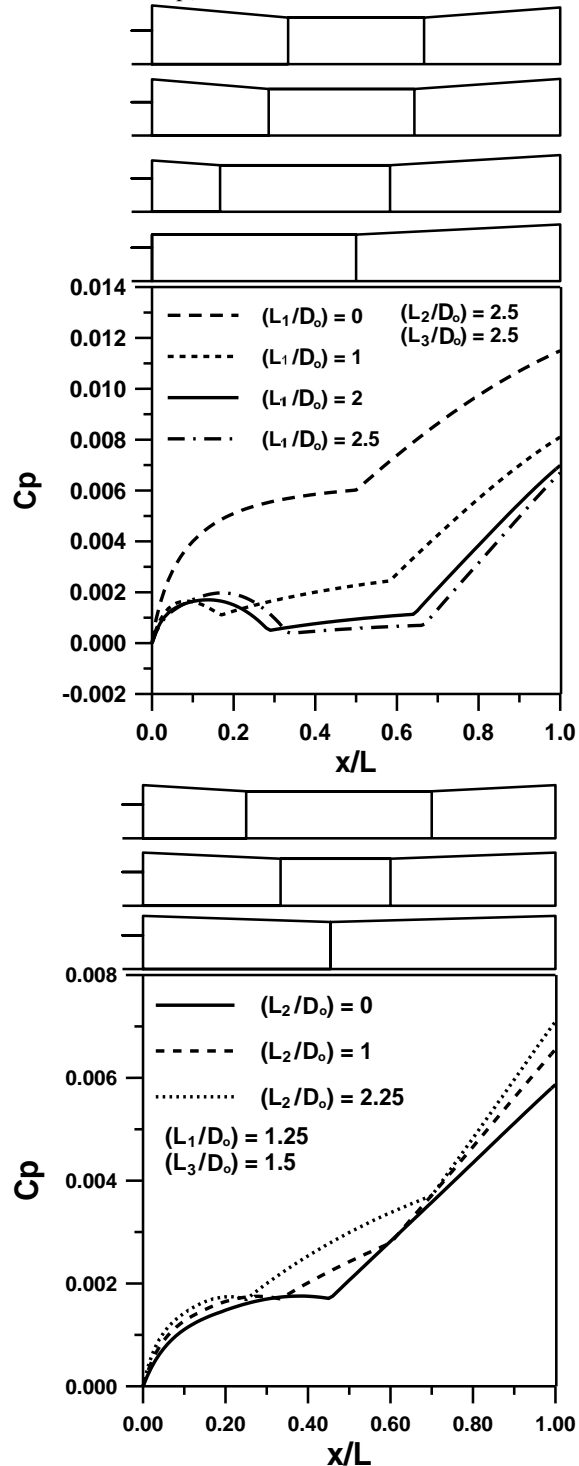 0.014
0.012
0.010
0.008
0.006
0.004
0.002
0.000
-0.002
Cp
(L₁/Dₒ) = 0
(L₁/Dₒ) = 1
(L₁/Dₒ) = 2
(L₁/Dₒ) = 2.5
(L₂/Dₒ) = 2.5
(L₃/Dₒ) = 2.5
0.0 0.2 0.4 0.6 0.8 1.0
x/L
0.008
0.006
0.004
0.002
0.000
Cp
(L₂/Dₒ) = 0
(L₂/Dₒ) = 1
(L₂/Dₒ) = 2.25
(L₁/Dₒ) = 1.25
(L₃/Dₒ) = 1.5
0.00 0.20 0.40 0.60 0.80 1.00
x/L